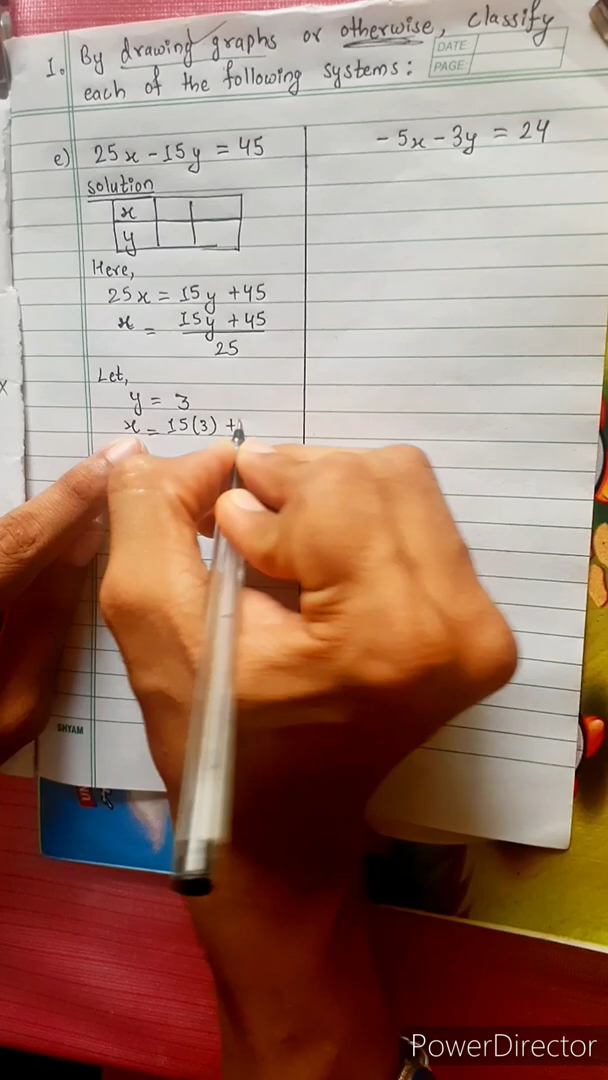 1. By drawing graphs or otherwise, classify
each of the following systems:
DATE
PAGE
e) 25x - 15y = 45
solution
x
y
Here,
25x = 15y + 45
x = 15y + 45
25
Let,
y = 3
x = 15(3) +
- 5x - 3y = 24
SHYAM
PowerDirector